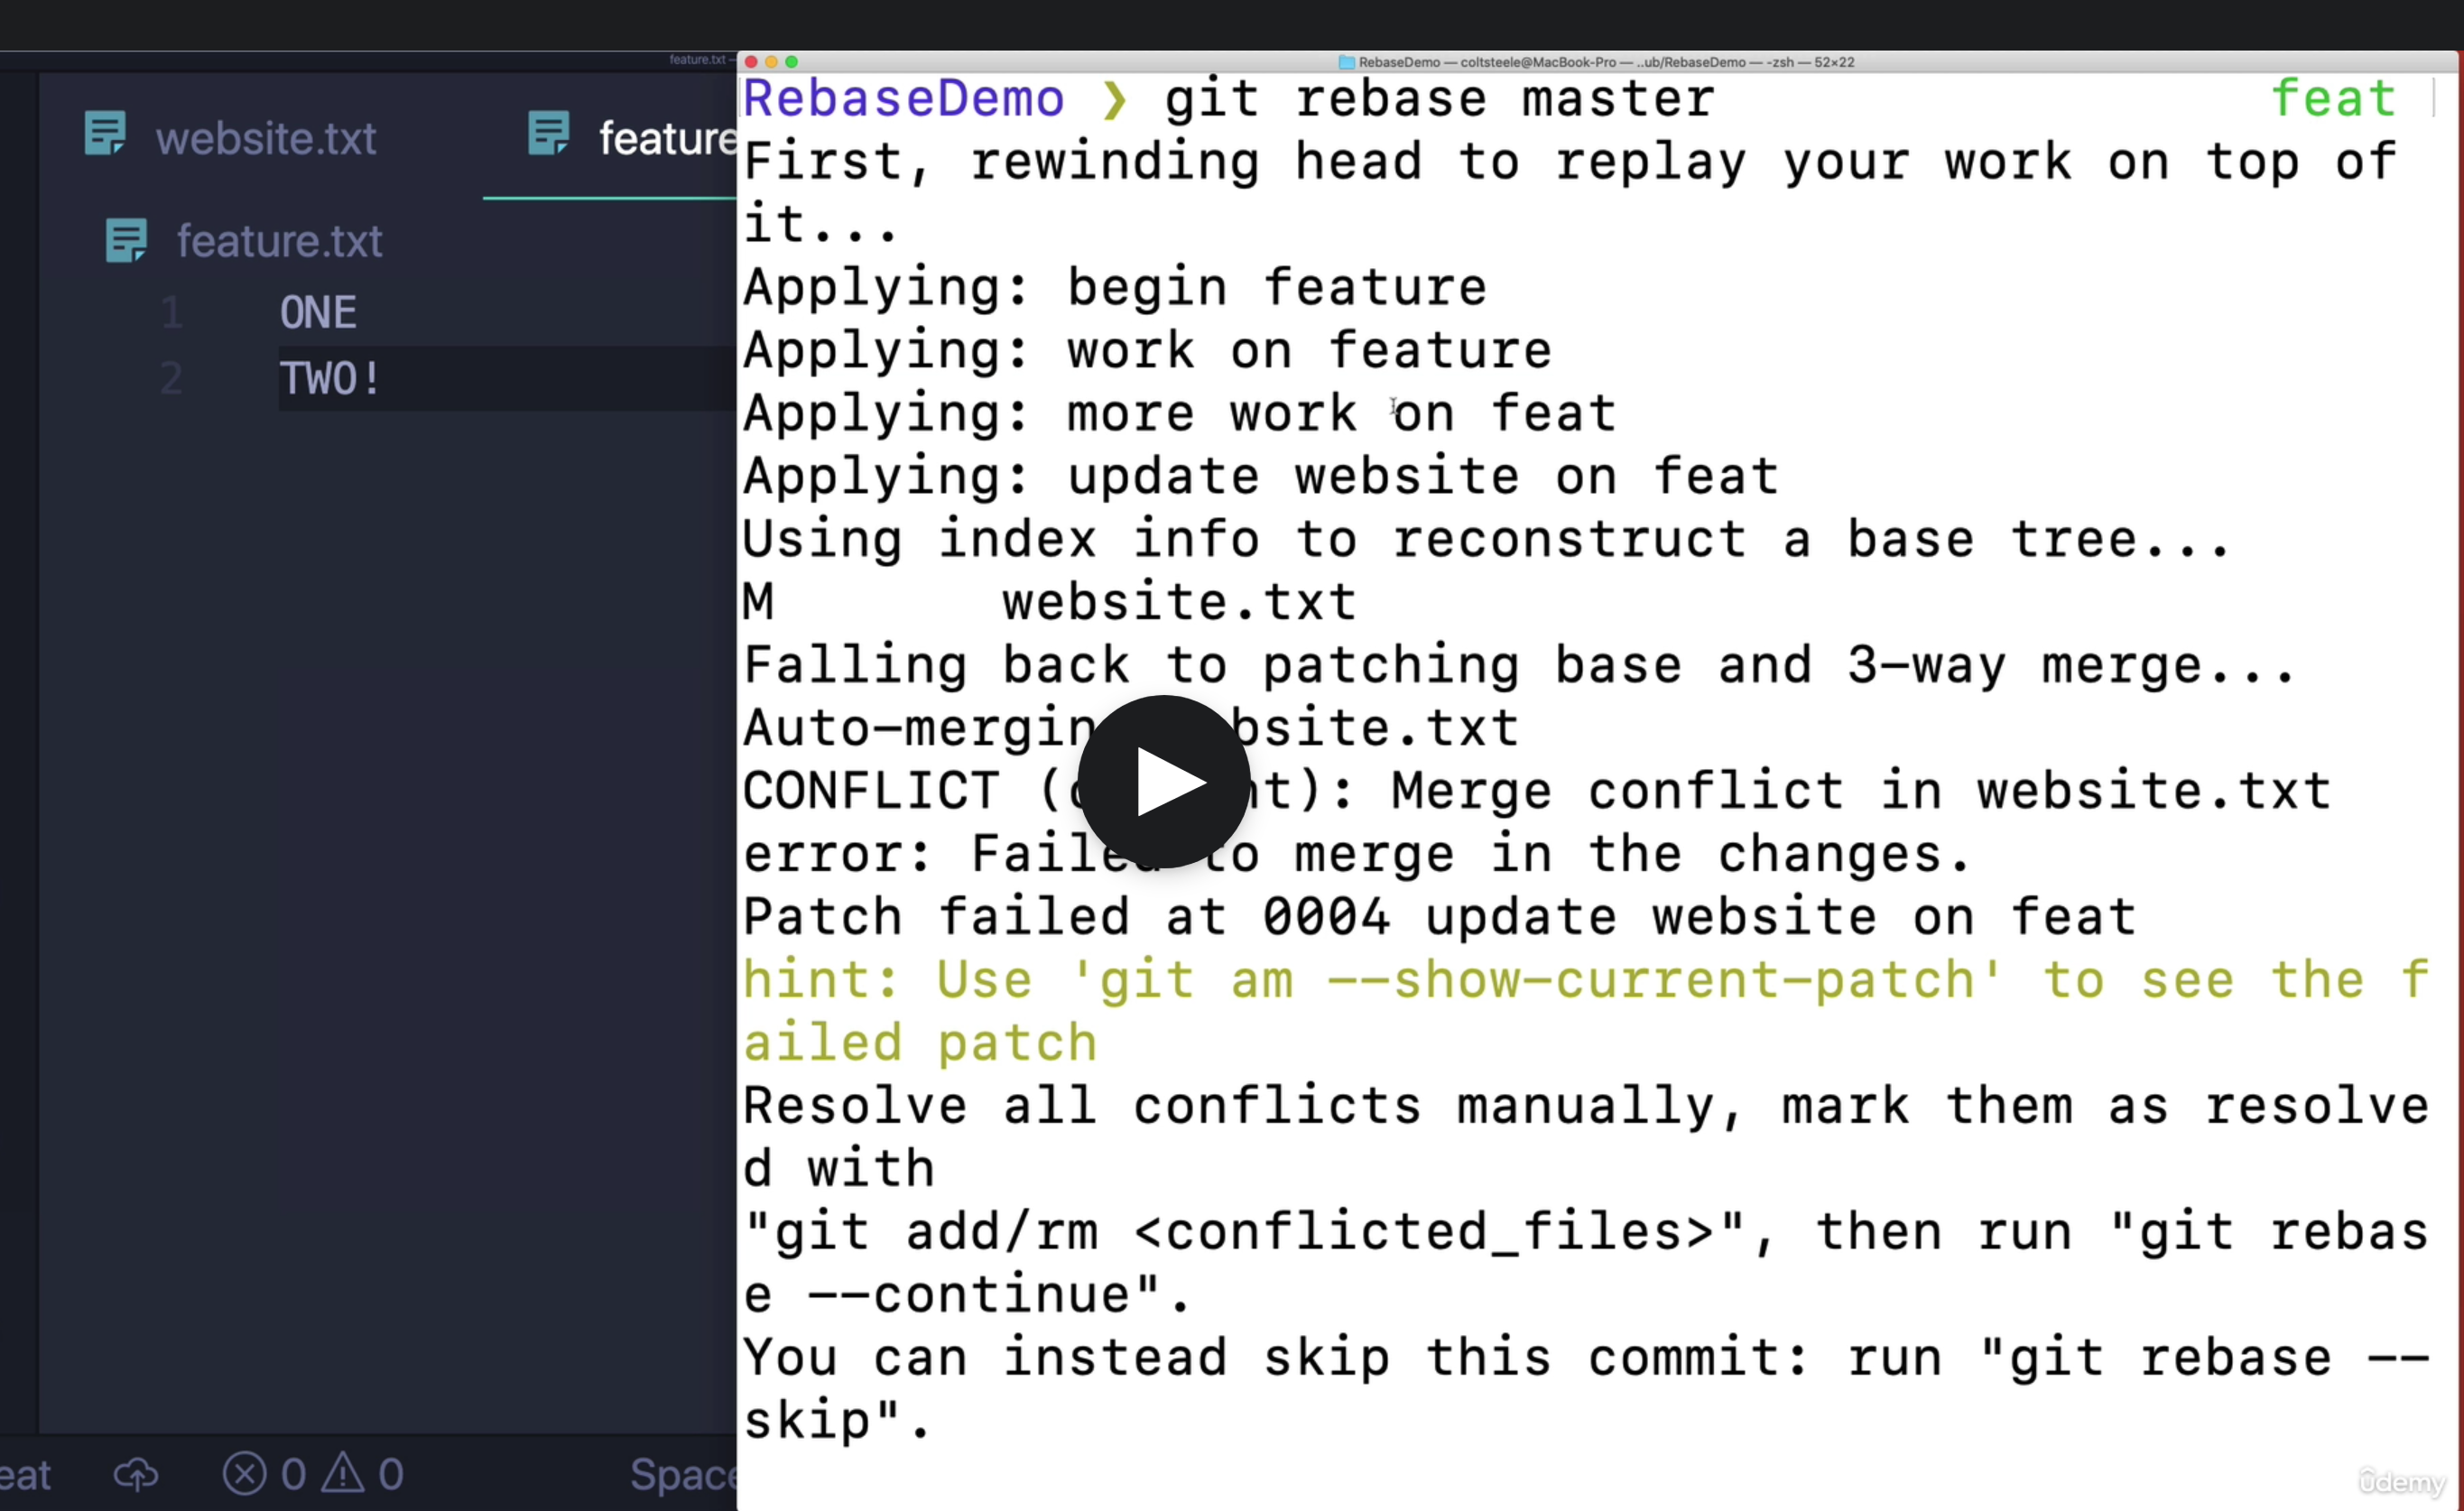 feature.txt —
RebaseDemo — coltsteele@MacBook-Pro — ..ub/RebaseDemo — -zsh — 52×22
website.txt
feature
feature.txt
1 ONE
2 TWO!
RebaseDemo ❯ git rebase master feat
First, rewinding head to replay your work on top of
it...
Applying: begin feature
Applying: work on feature
Applying: more work on feat
Applying: update website on feat
Using index info to reconstruct a base tree...
M website.txt
Falling back to patching base and 3-way merge...
Auto-mergin bsite.txt
CONFLICT ( nt): Merge conflict in website.txt
error: Failed to merge in the changes.
Patch failed at 0004 update website on feat
hint: Use 'git am --show-current-patch' to see the f
ailed patch
Resolve all conflicts manually, mark them as resolve
d with
"git add/rm <conflicted_files>", then run "git rebas
e --continue".
You can instead skip this commit: run "git rebase --
skip".
eat 0 0 Space
ûdemy